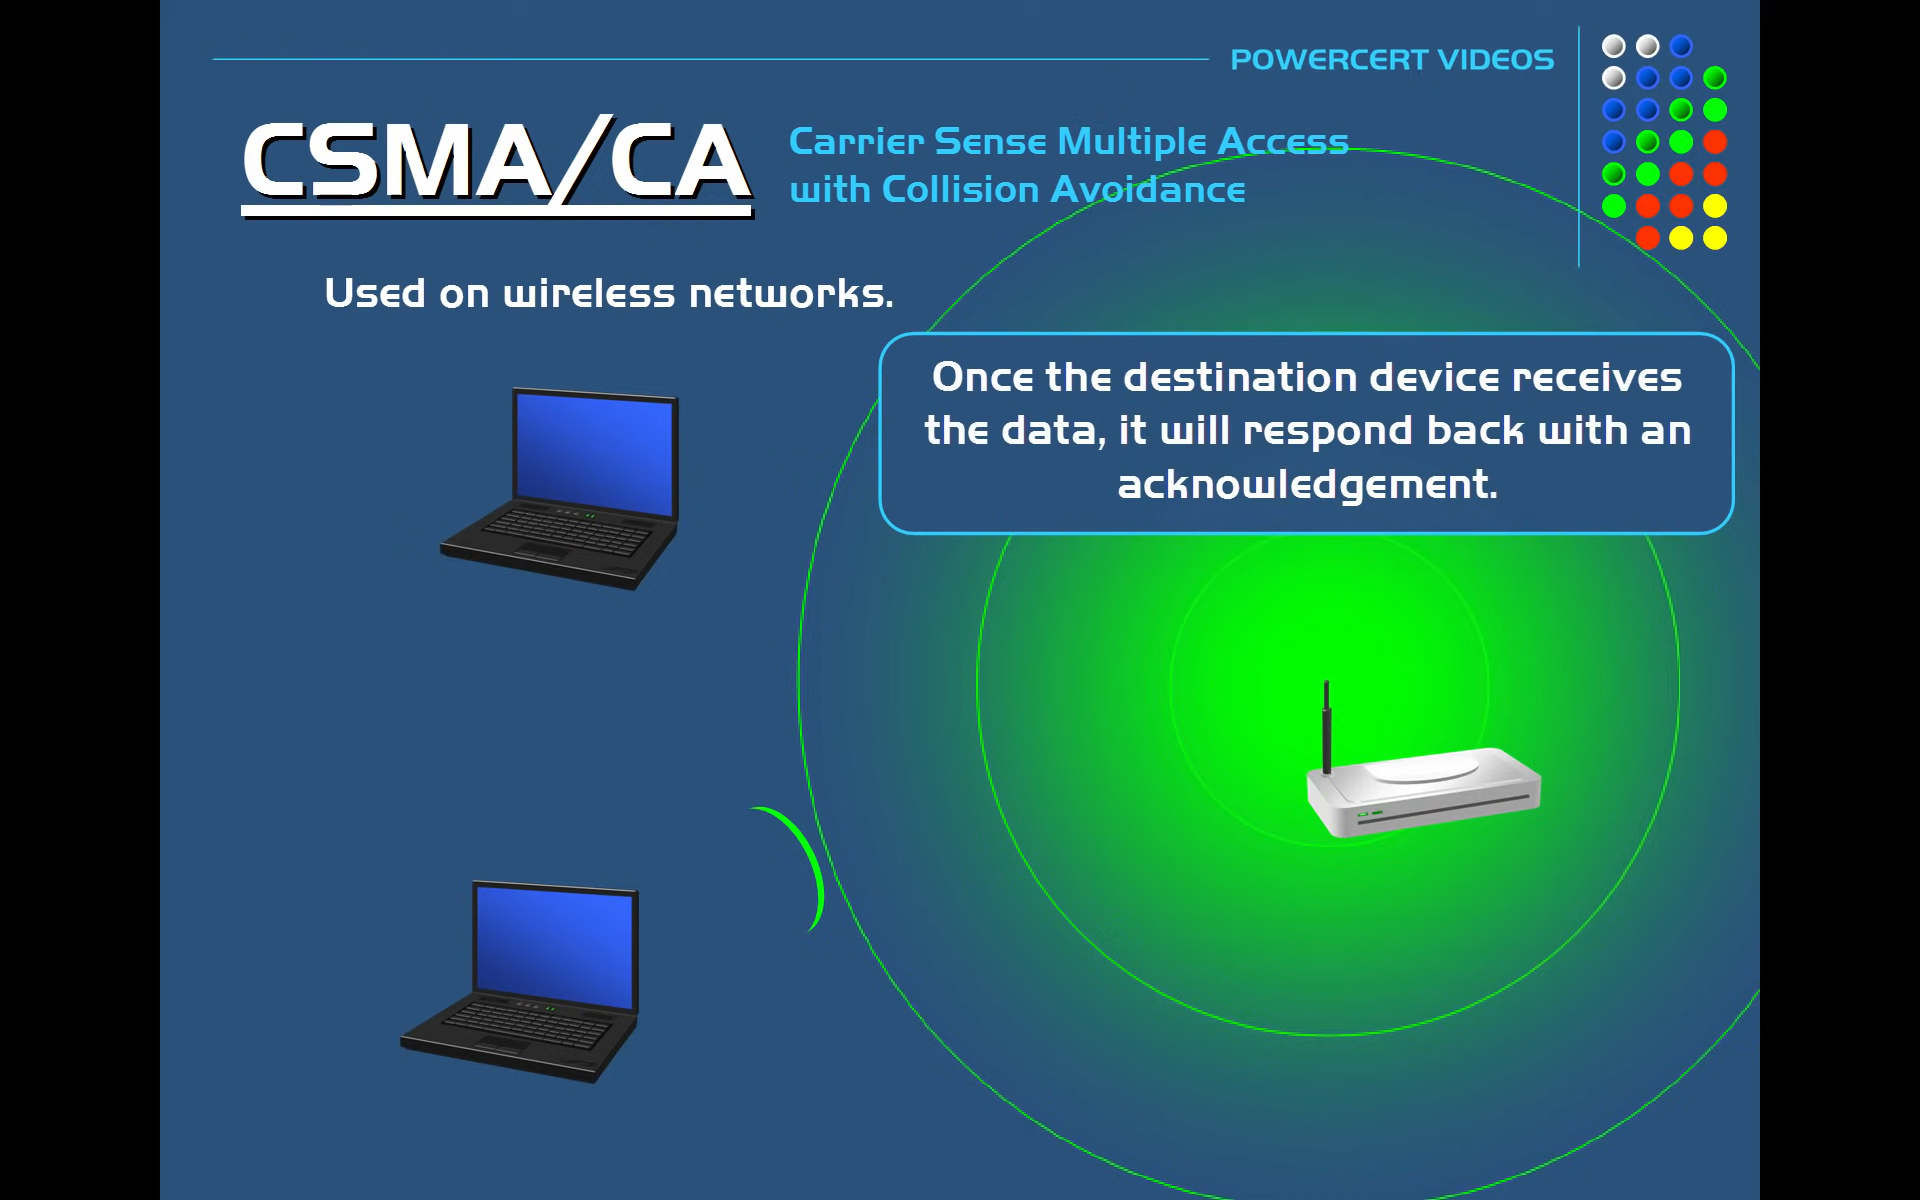 POWERCERT VIDEOS
CSMA/CA
Carrier Sense Multiple Access
with Collision Avoidance
Used on wireless networks.
Once the destination device receives
the data, it will respond back with an
acknowledgement.